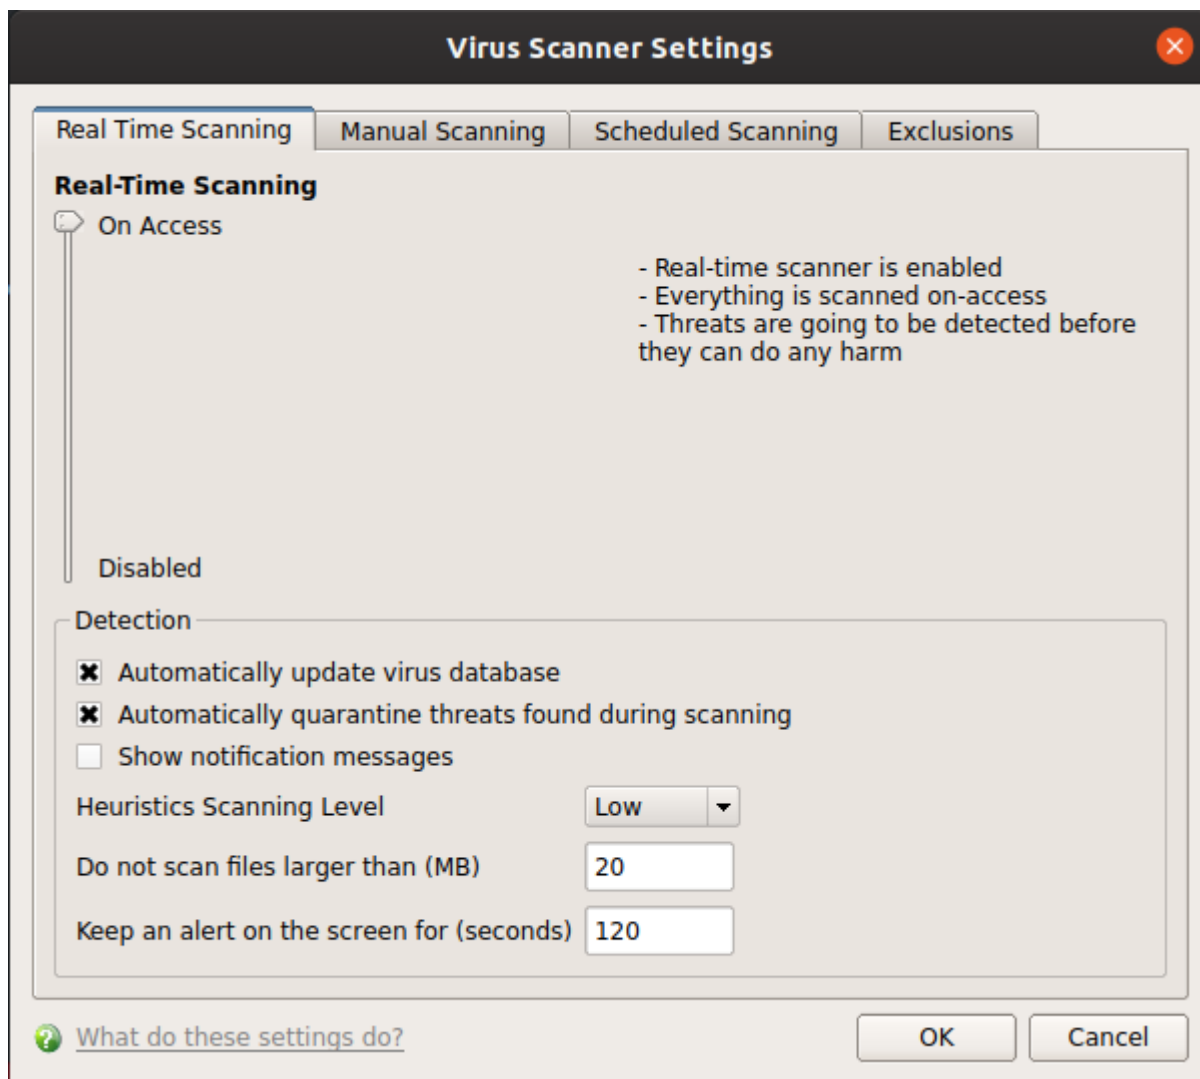 Virus Scanner Settings
Real Time Scanning
Manual Scanning
Scheduled Scanning
Exclusions
Real-Time Scanning
On Access
- Real-time scanner is enabled
- Everything is scanned on-access
- Threats are going to be detected before
they can do any harm
Disabled
Detection
Automatically update virus database
Automatically quarantine threats found during scanning
Show notification messages
Heuristics Scanning Level Low
Do not scan files larger than (MB) 20
Keep an alert on the screen for (seconds) 120
What do these settings do?
OK
Cancel